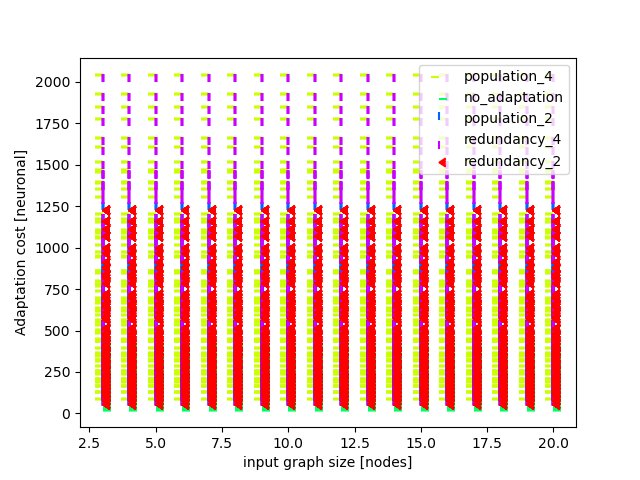 population_4
no_adaptation
population_2
redundancy_4
redundancy_2
Adaptation cost [neuronal]
2000
1750
1500
1250
1000
750
500
250
0
2.5 5.0 7.5 10.0 12.5 15.0 17.5 20.0
input graph size [nodes]